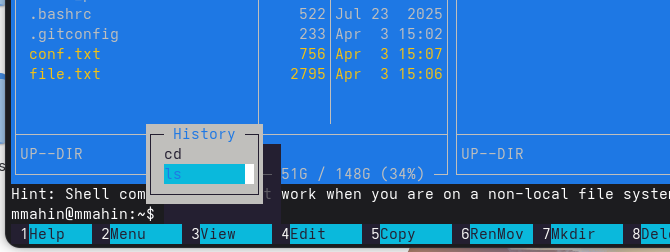 .bashrc 522 Jul 23 2025
.gitconfig 233 Apr 3 15:02
conf.txt 756 Apr 3 15:07
file.txt 2795 Apr 3 15:06
History
UP--DIR
cd
UP--DIR
ls
51G / 148G (34%)
Hint: Shell com work when you are on a non-local file syste
mmahin@mmahin:~$
1Help 2Menu 3View 4Edit 5Copy 6RenMov 7Mkdir 8Del